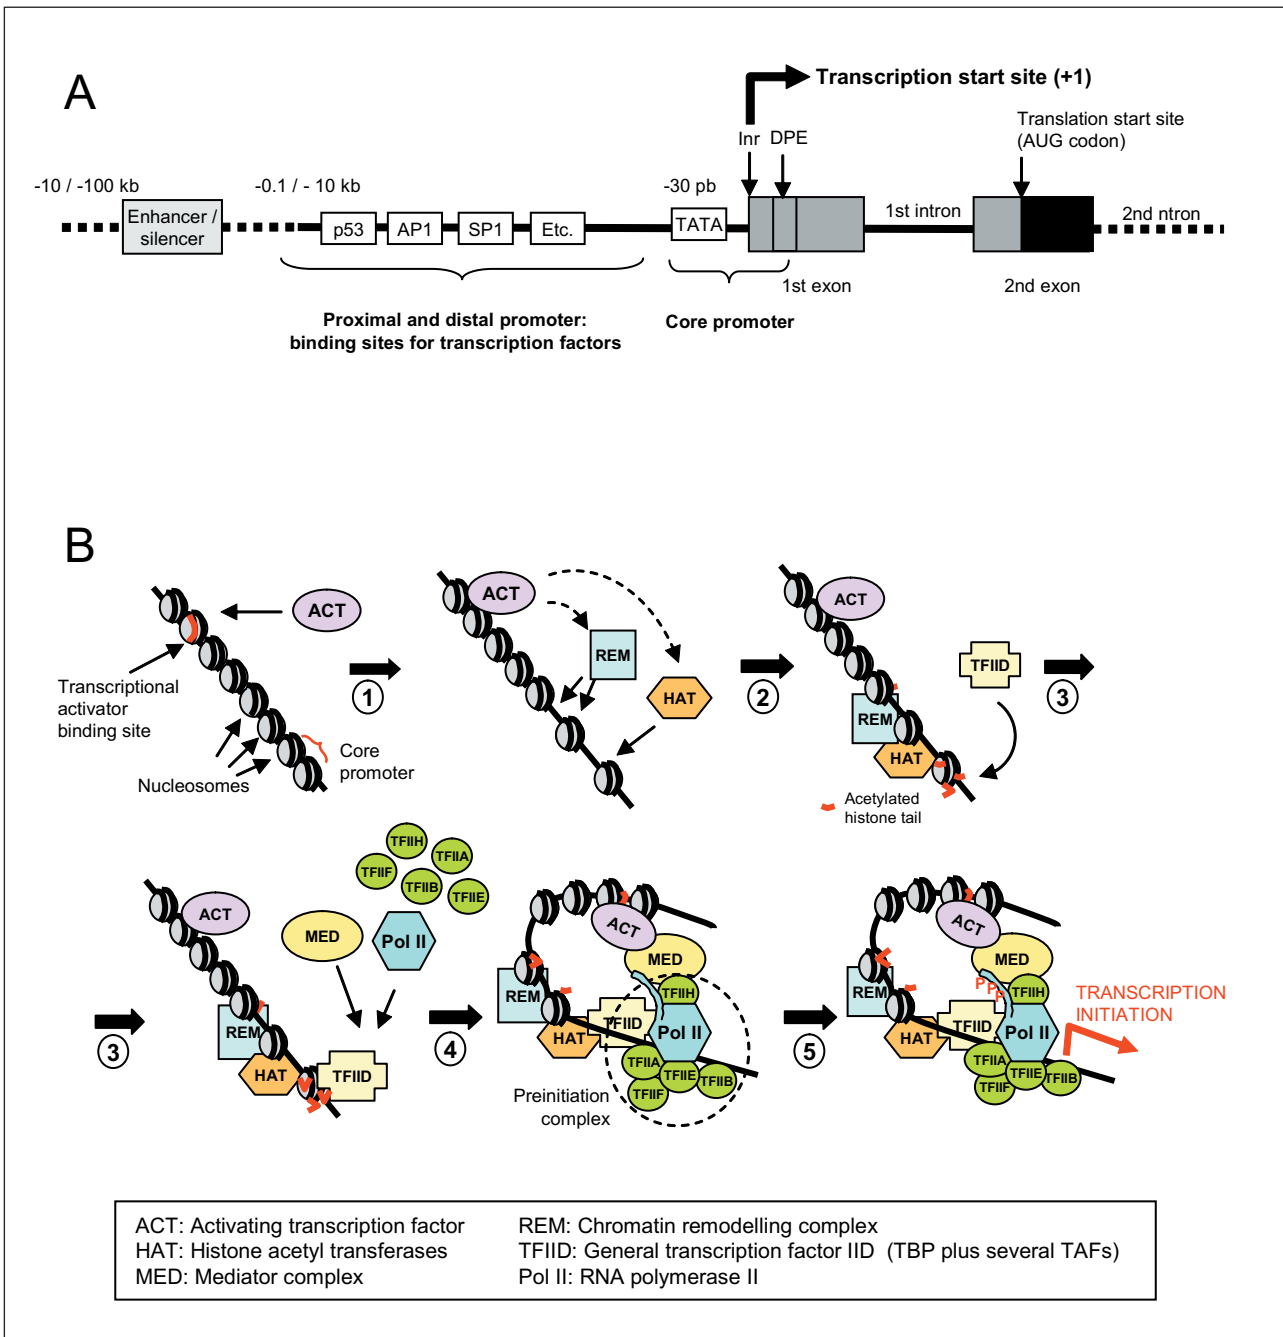 A
Transcription start site (+1)
Inr DPE
Translation start site
(AUG codon)
-10 / -100 kb
-0.1 / - 10 kb
-30 pb
Enhancer /
silencer
p53
AP1
SP1
Etc.
TATA
1st intron
2nd ntron
1st exon
2nd exon
Proximal and distal promoter:
binding sites for transcription factors
Core promoter
B
ACT
Transcriptional
activator
binding site
Nucleosomes
Core
promoter
1
ACT
REM
HAT
2
ACT
REM
HAT
TFIID
Acetylated
histone tail
3
3
ACT
REM
HAT
TFIID
MED
Pol II
TFIIH
TFIIA
TFIIF
TFIIB
TFIIE
4
ACT
MED
REM
HAT
TFIID
TFIIH
Pol II
TFIIA
TFIIE
TFIIB
TFIIF
Preinitiation
complex
5
ACT
MED
REM
HAT
TFIID
P
P
P
TFIIH
Pol II
TFIIA
TFIIE
TFIIB
TFIIF
TRANSCRIPTION
INITIATION
ACT: Activating transcription factor
HAT: Histone acetyl transferases
MED: Mediator complex
REM: Chromatin remodelling complex
TFIID: General transcription factor IID (TBP plus several TAFs)
Pol II: RNA polymerase II